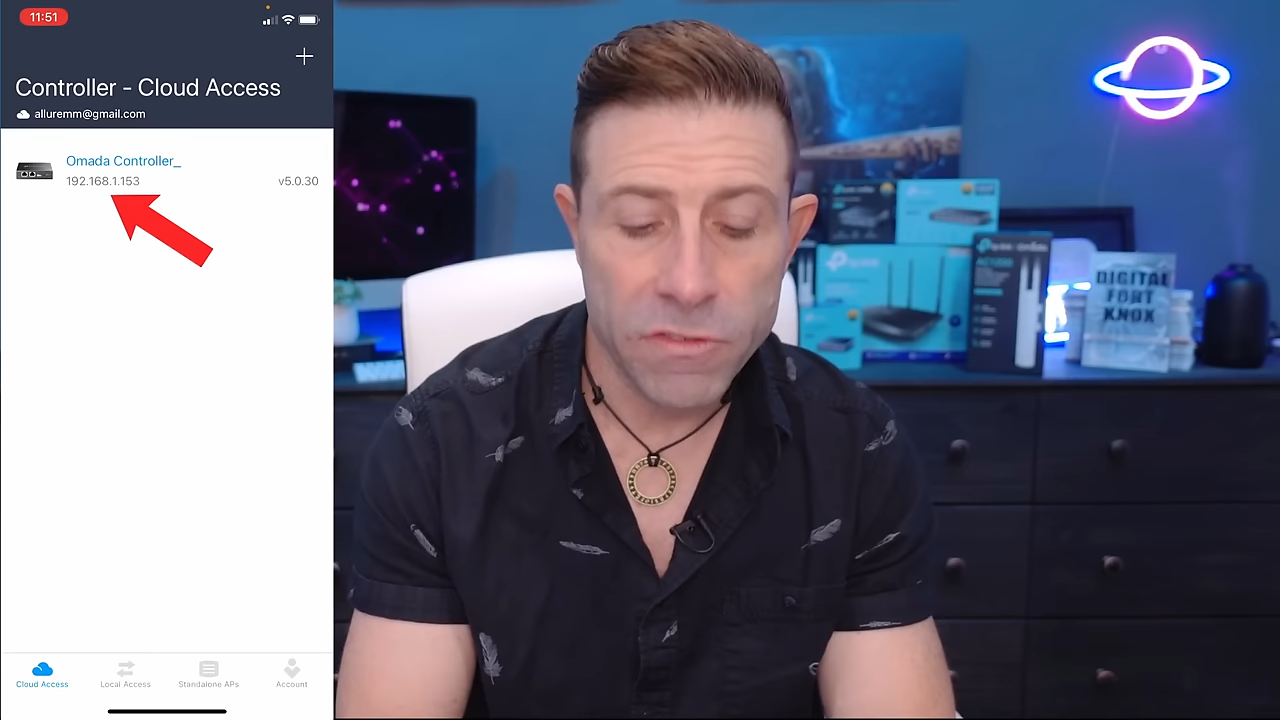 11:51
Controller - Cloud Access
alluremm@gmail.com
Omada Controller_
192.168.1.153
v5.0.30
Cloud Access
Local Access
Standalone APs
Account
DIGITAL
FORT
KNOX